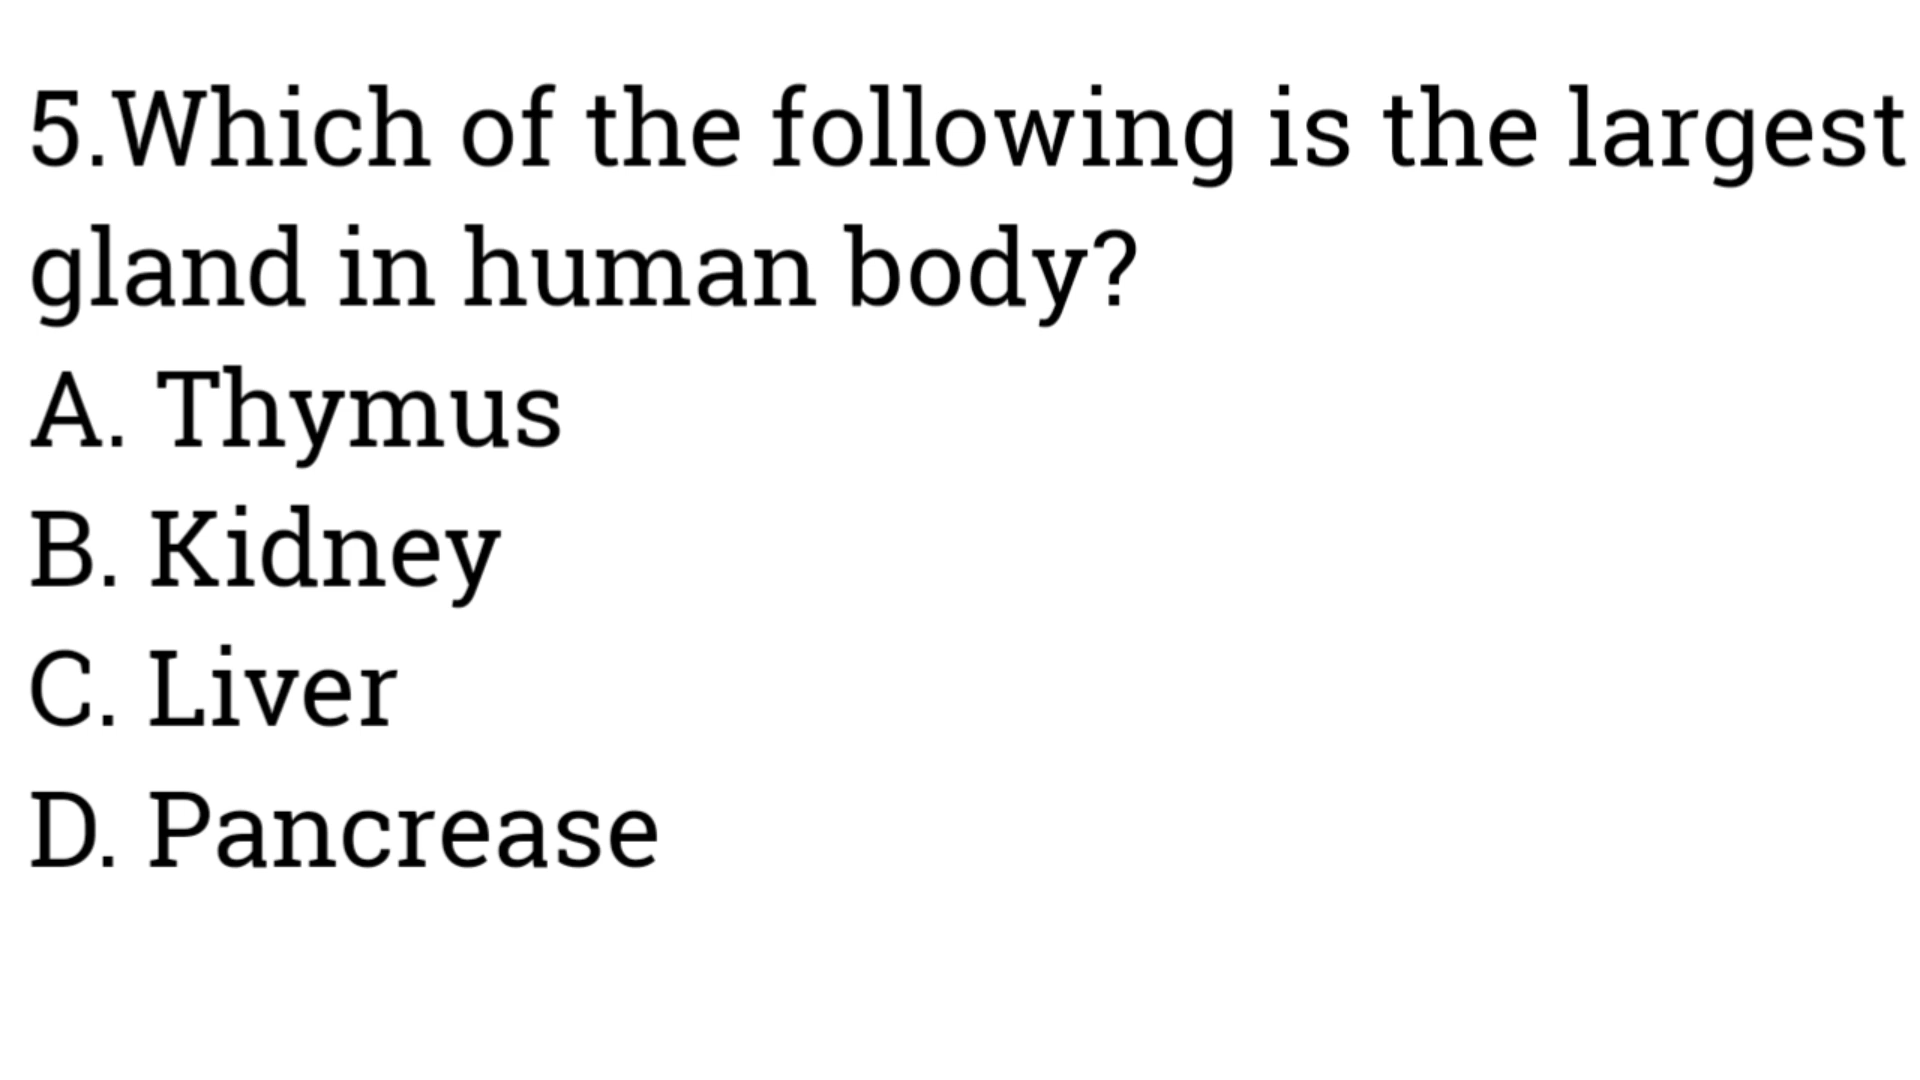 5.Which of the following is the largest
gland in human body?
A. Thymus
B. Kidney
C. Liver
D. Pancrease